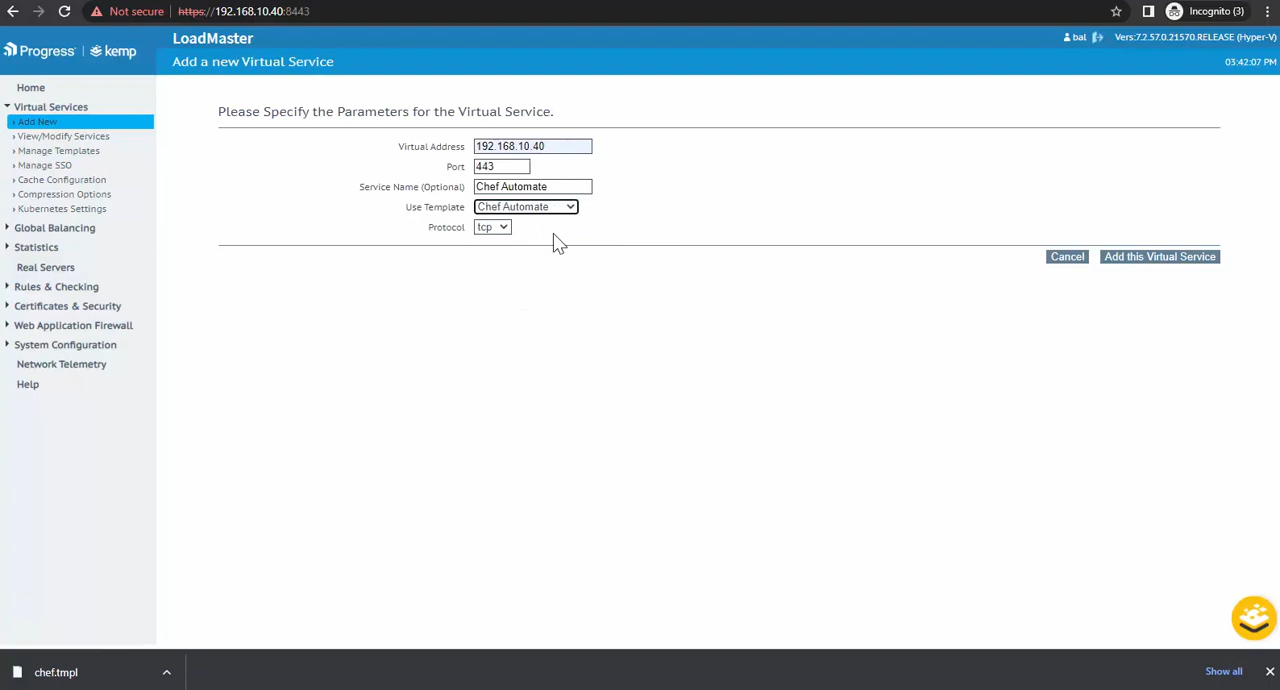 Not secure https://192.168.10.40:8443 Incognito (3)
Progress | kemp LoadMaster bal Vers:7.2.57.0.21570.RELEASE (Hyper-V)
Add a new Virtual Service 03:42:07 PM
Home
Virtual Services
Add New
View/Modify Services
Manage Templates
Manage SSO
Cache Configuration
Compression Options
Kubernetes Settings
Global Balancing
Statistics
Real Servers
Rules & Checking
Certificates & Security
Web Application Firewall
System Configuration
Network Telemetry
Help
Please Specify the Parameters for the Virtual Service.
Virtual Address 192.168.10.40
Port 443
Service Name (Optional) Chef Automate
Use Template Chef Automate
Protocol tcp
Cancel Add this Virtual Service
chef.tmpl Show all